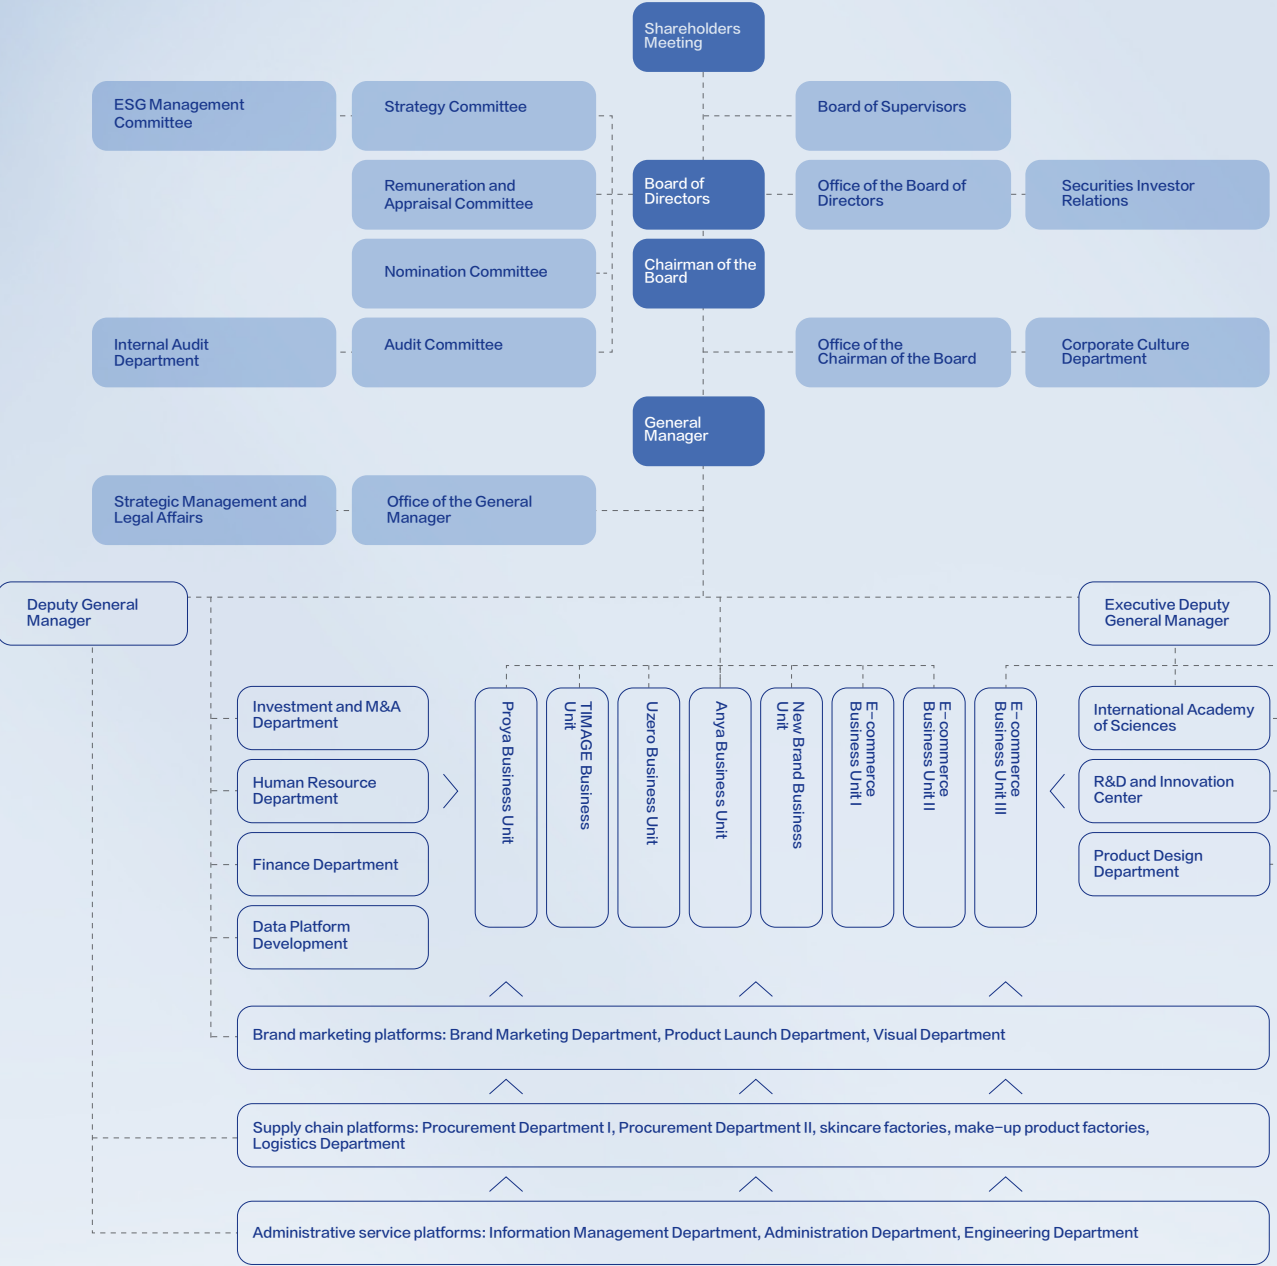 Shareholders
Meeting
ESG Management
Committee
Strategy Committee
Board of Supervisors
Remuneration and
Appraisal Committee
Board of
Directors
Office of the Board of
Directors
Securities Investor
Relations
Nomination Committee
Chairman of the
Board
Internal Audit
Department
Audit Committee
Office of the
Chairman of the Board
Corporate Culture
Department
General
Manager
Strategic Management and
Legal Affairs
Office of the General
Manager
Deputy General
Manager
Executive Deputy
General Manager
Investment and M&A
Department
Human Resource
Department
Finance Department
Data Platform
Development
Proya Business Unit
TIMAGE Business
Unit
Uzero Business Unit
Anya Business Unit
New Brand Business
Unit
E-commerce
Business Unit I
E-commerce
Business Unit II
E-commerce
Business Unit III
International Academy
of Sciences
R&D and Innovation
Center
Product Design
Department
Brand marketing platforms: Brand Marketing Department, Product Launch Department, Visual Department
Supply chain platforms: Procurement Department I, Procurement Department II, skincare factories, make-up product factories,
Logistics Department
Administrative service platforms: Information Management Department, Administration Department, Engineering Department